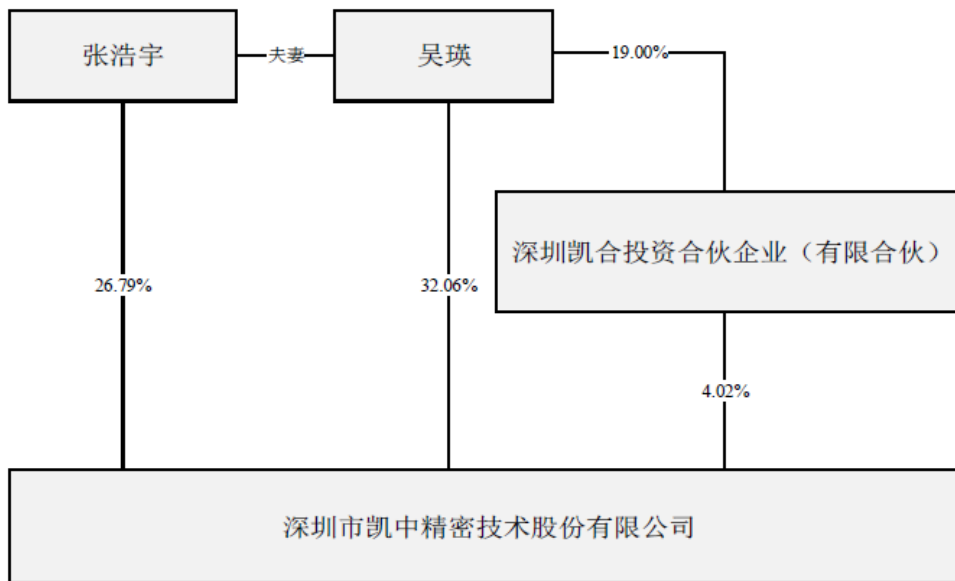 张浩宇
夫妻
吴瑛
19.00%
深圳凯合投资合伙企业（有限合伙）
26.79%
32.06%
4.02%
深圳市凯中精密技术股份有限公司